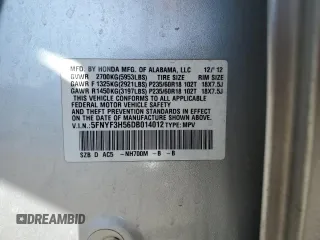 MFD. BY HONDA MFG. OF ALABAMA, LLC 12/'12
GVWR 2700KG(5953LBS) TIRE SIZE RIM SIZE
GAWR F 1325KG(2921LBS) P235/60R18 102T 18X7.5J
GAWR R 1450KG(3197LBS) P235/60R18 102T 18X7.5J
THIS VEHICLE CONFORMS TO ALL APPLICABLE
FEDERAL MOTOR VEHICLE SAFETY AND THEFT
PREVENTION STANDARDS IN EFFECT ON THE
DATE OF MANUFACTURE SHOWN ABOVE.
V.I.N.: 5FNYF3H56DB014012 TYPE: MPV
SZB D AC5 -NH700M -B -B